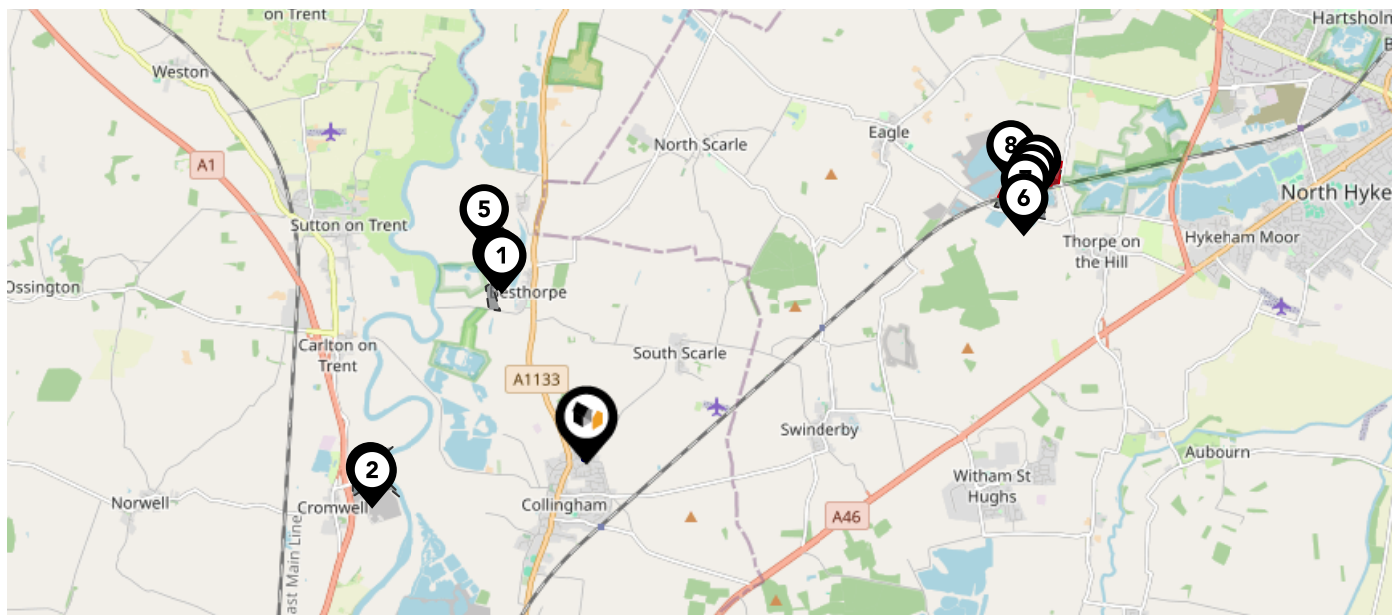 on Trent
Hartsholm
Weston
A1
North Scarle
Eagle
8
5
6
1
Sutton on Trent
North Hyke
Thorpe on
the Hill
Hykeham Moor
Ossington
esthorpe
Carlton on
Trent
South Scarle
A1133
Swinderby
2
Norwell
Cromwell
Collingham
A46
Witham St
Hughs
Aubourn
ast Main Line